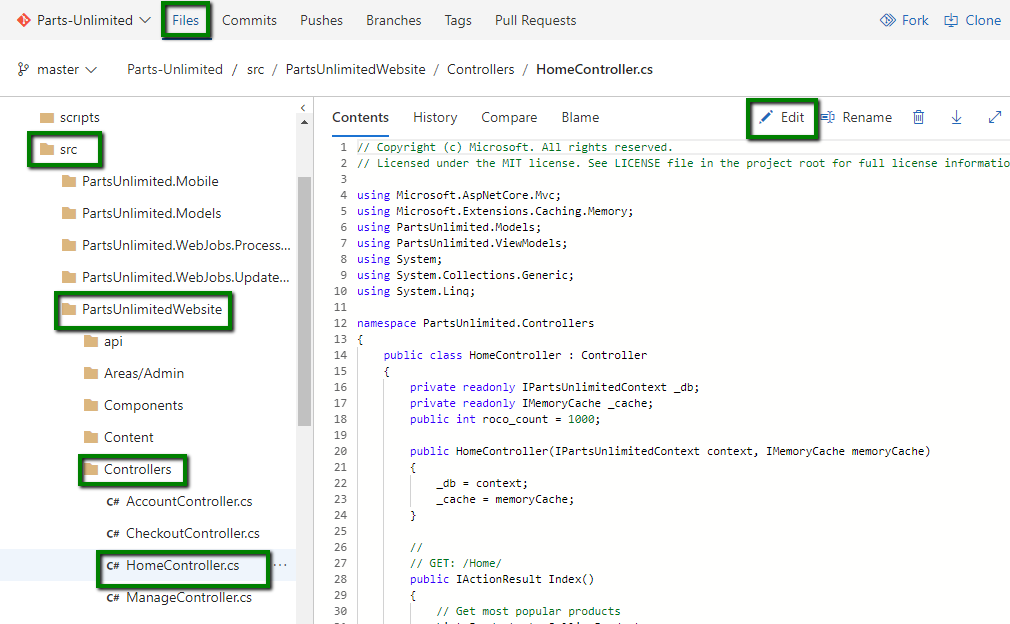 Parts-Unlimited Files Commits Pushes Branches Tags Pull Requests Fork Clone
master Parts-Unlimited / src / PartsUnlimitedWebsite / Controllers / HomeController.cs
scripts
src
PartsUnlimited.Mobile
PartsUnlimited.Models
PartsUnlimited.WebJobs.Process...
PartsUnlimited.WebJobs.Update...
PartsUnlimitedWebsite
api
Areas/Admin
Components
Content
Controllers
C# AccountController.cs
C# CheckoutController.cs
C# HomeController.cs ...
C# ManageController.cs
Contents History Compare Blame Edit Rename
1 // Copyright (c) Microsoft. All rights reserved.
2 // Licensed under the MIT license. See LICENSE file in the project root for full license informatio
3
4 using Microsoft.AspNetCore.Mvc;
5 using Microsoft.Extensions.Caching.Memory;
6 using PartsUnlimited.Models;
7 using PartsUnlimited.ViewModels;
8 using System;
9 using System.Collections.Generic;
10 using System.Linq;
11
12 namespace PartsUnlimited.Controllers
13 {
14 public class HomeController : Controller
15 {
16 private readonly IPartsUnlimitedContext _db;
17 private readonly IMemoryCache _cache;
18 public int roco_count = 1000;
19
20 public HomeController(IPartsUnlimitedContext context, IMemoryCache memoryCache)
21 {
22 _db = context;
23 _cache = memoryCache;
24 }
25
26 //
27 // GET: /Home/
28 public IActionResult Index()
29 {
30 // Get most popular products